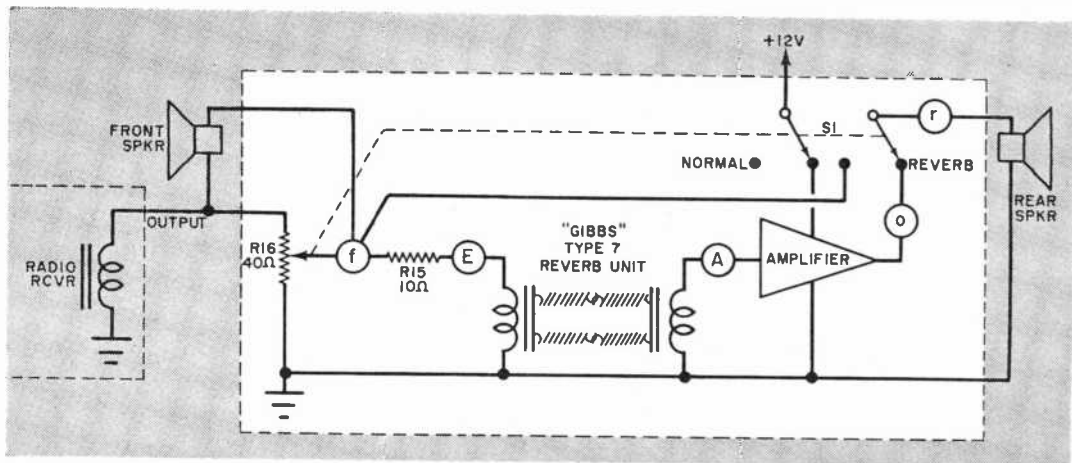 +12V
FRONT
SPKR
S1
r
NORMAL
REVERB
REAR
SPKR
OUTPUT
o
"GIBBS"
TYPE 7
REVERB UNIT
R16
40Ω
f
E
A
AMPLIFIER
R15
10Ω
RADIO
RCVR